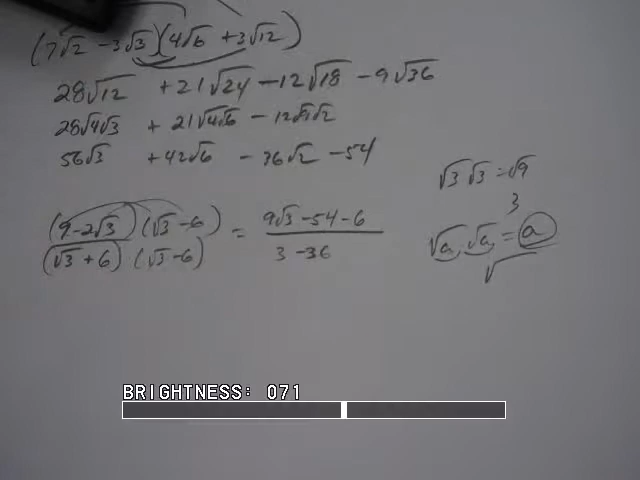 (7√2 -3√3)(4√6 +3√12)
28√12 +21√24 -12√18 -9√36
28√4√3 + 21√4√6 - 12√9√2
56√3 +42√6 -36√2 -54
√3 √3 = √9
3
(9-2√3)(√3-6) = 9√3-54-6
(√3+6)(√3-6) 3-36
√a · √a = a
√
BRIGHTNESS: 071